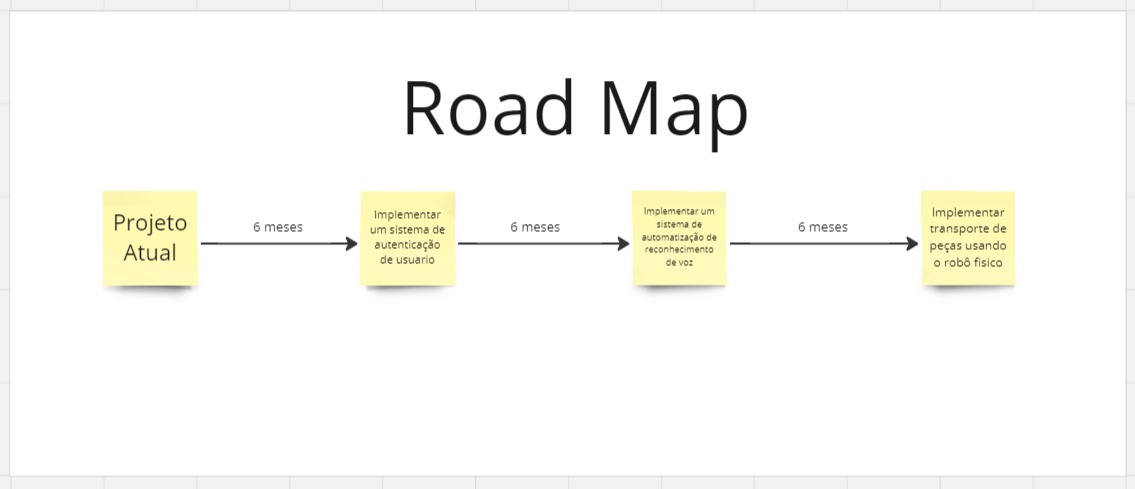 Road Map
Projeto
Atual
6 meses
Implementar
um sistema de
autenticação
de usuario
6 meses
Implementar um
sistema de
automatização de
reconhecimento
de voz
6 meses
Implementar
transporte de
peças usando
o robô fisico